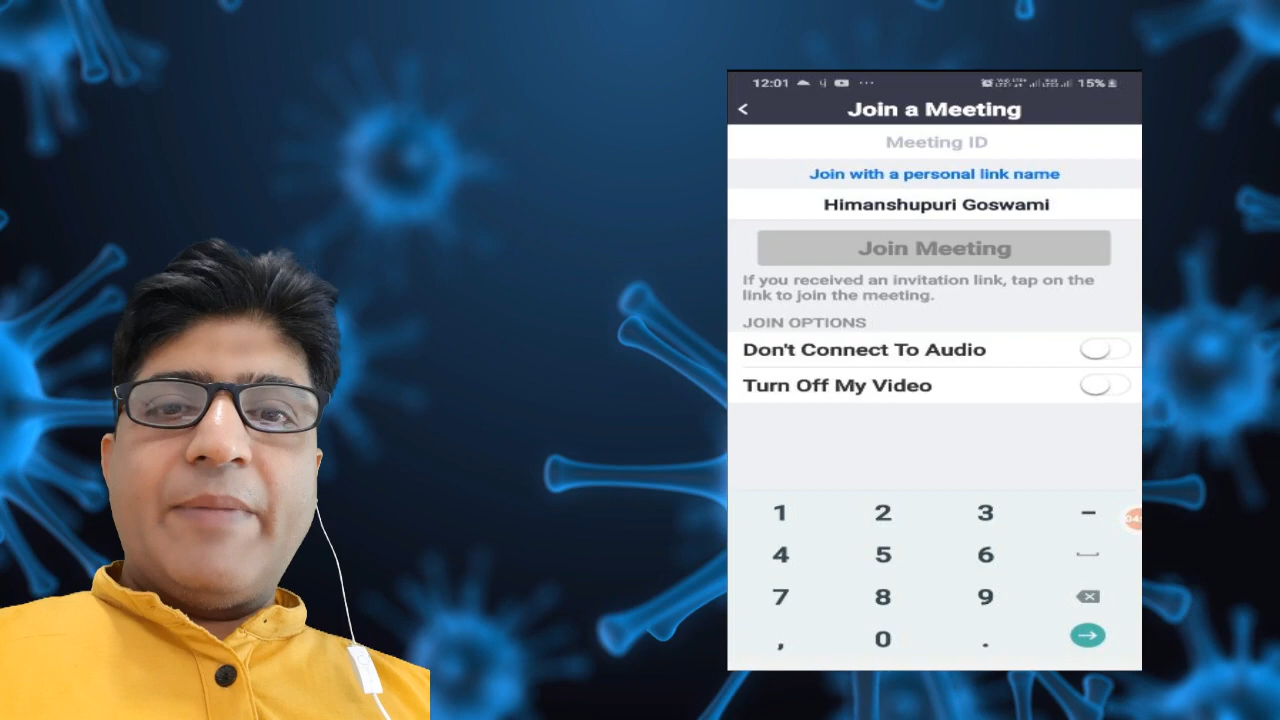 12:01 ... 15%
Join a Meeting
Meeting ID
Join with a personal link name
Himanshupuri Goswami
Join Meeting
If you received an invitation link, tap on the
link to join the meeting.
JOIN OPTIONS
Don't Connect To Audio
Turn Off My Video
1 2 3 -
4 5 6
7 8 9
, 0 .